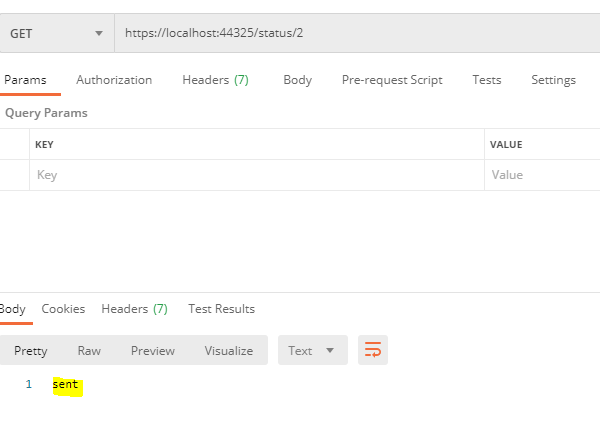 GET https://localhost:44325/status/2
Params Authorization Headers (7) Body Pre-request Script Tests Settings
Query Params
KEY VALUE
Key Value
Body Cookies Headers (7) Test Results
Pretty Raw Preview Visualize Text
1 sent